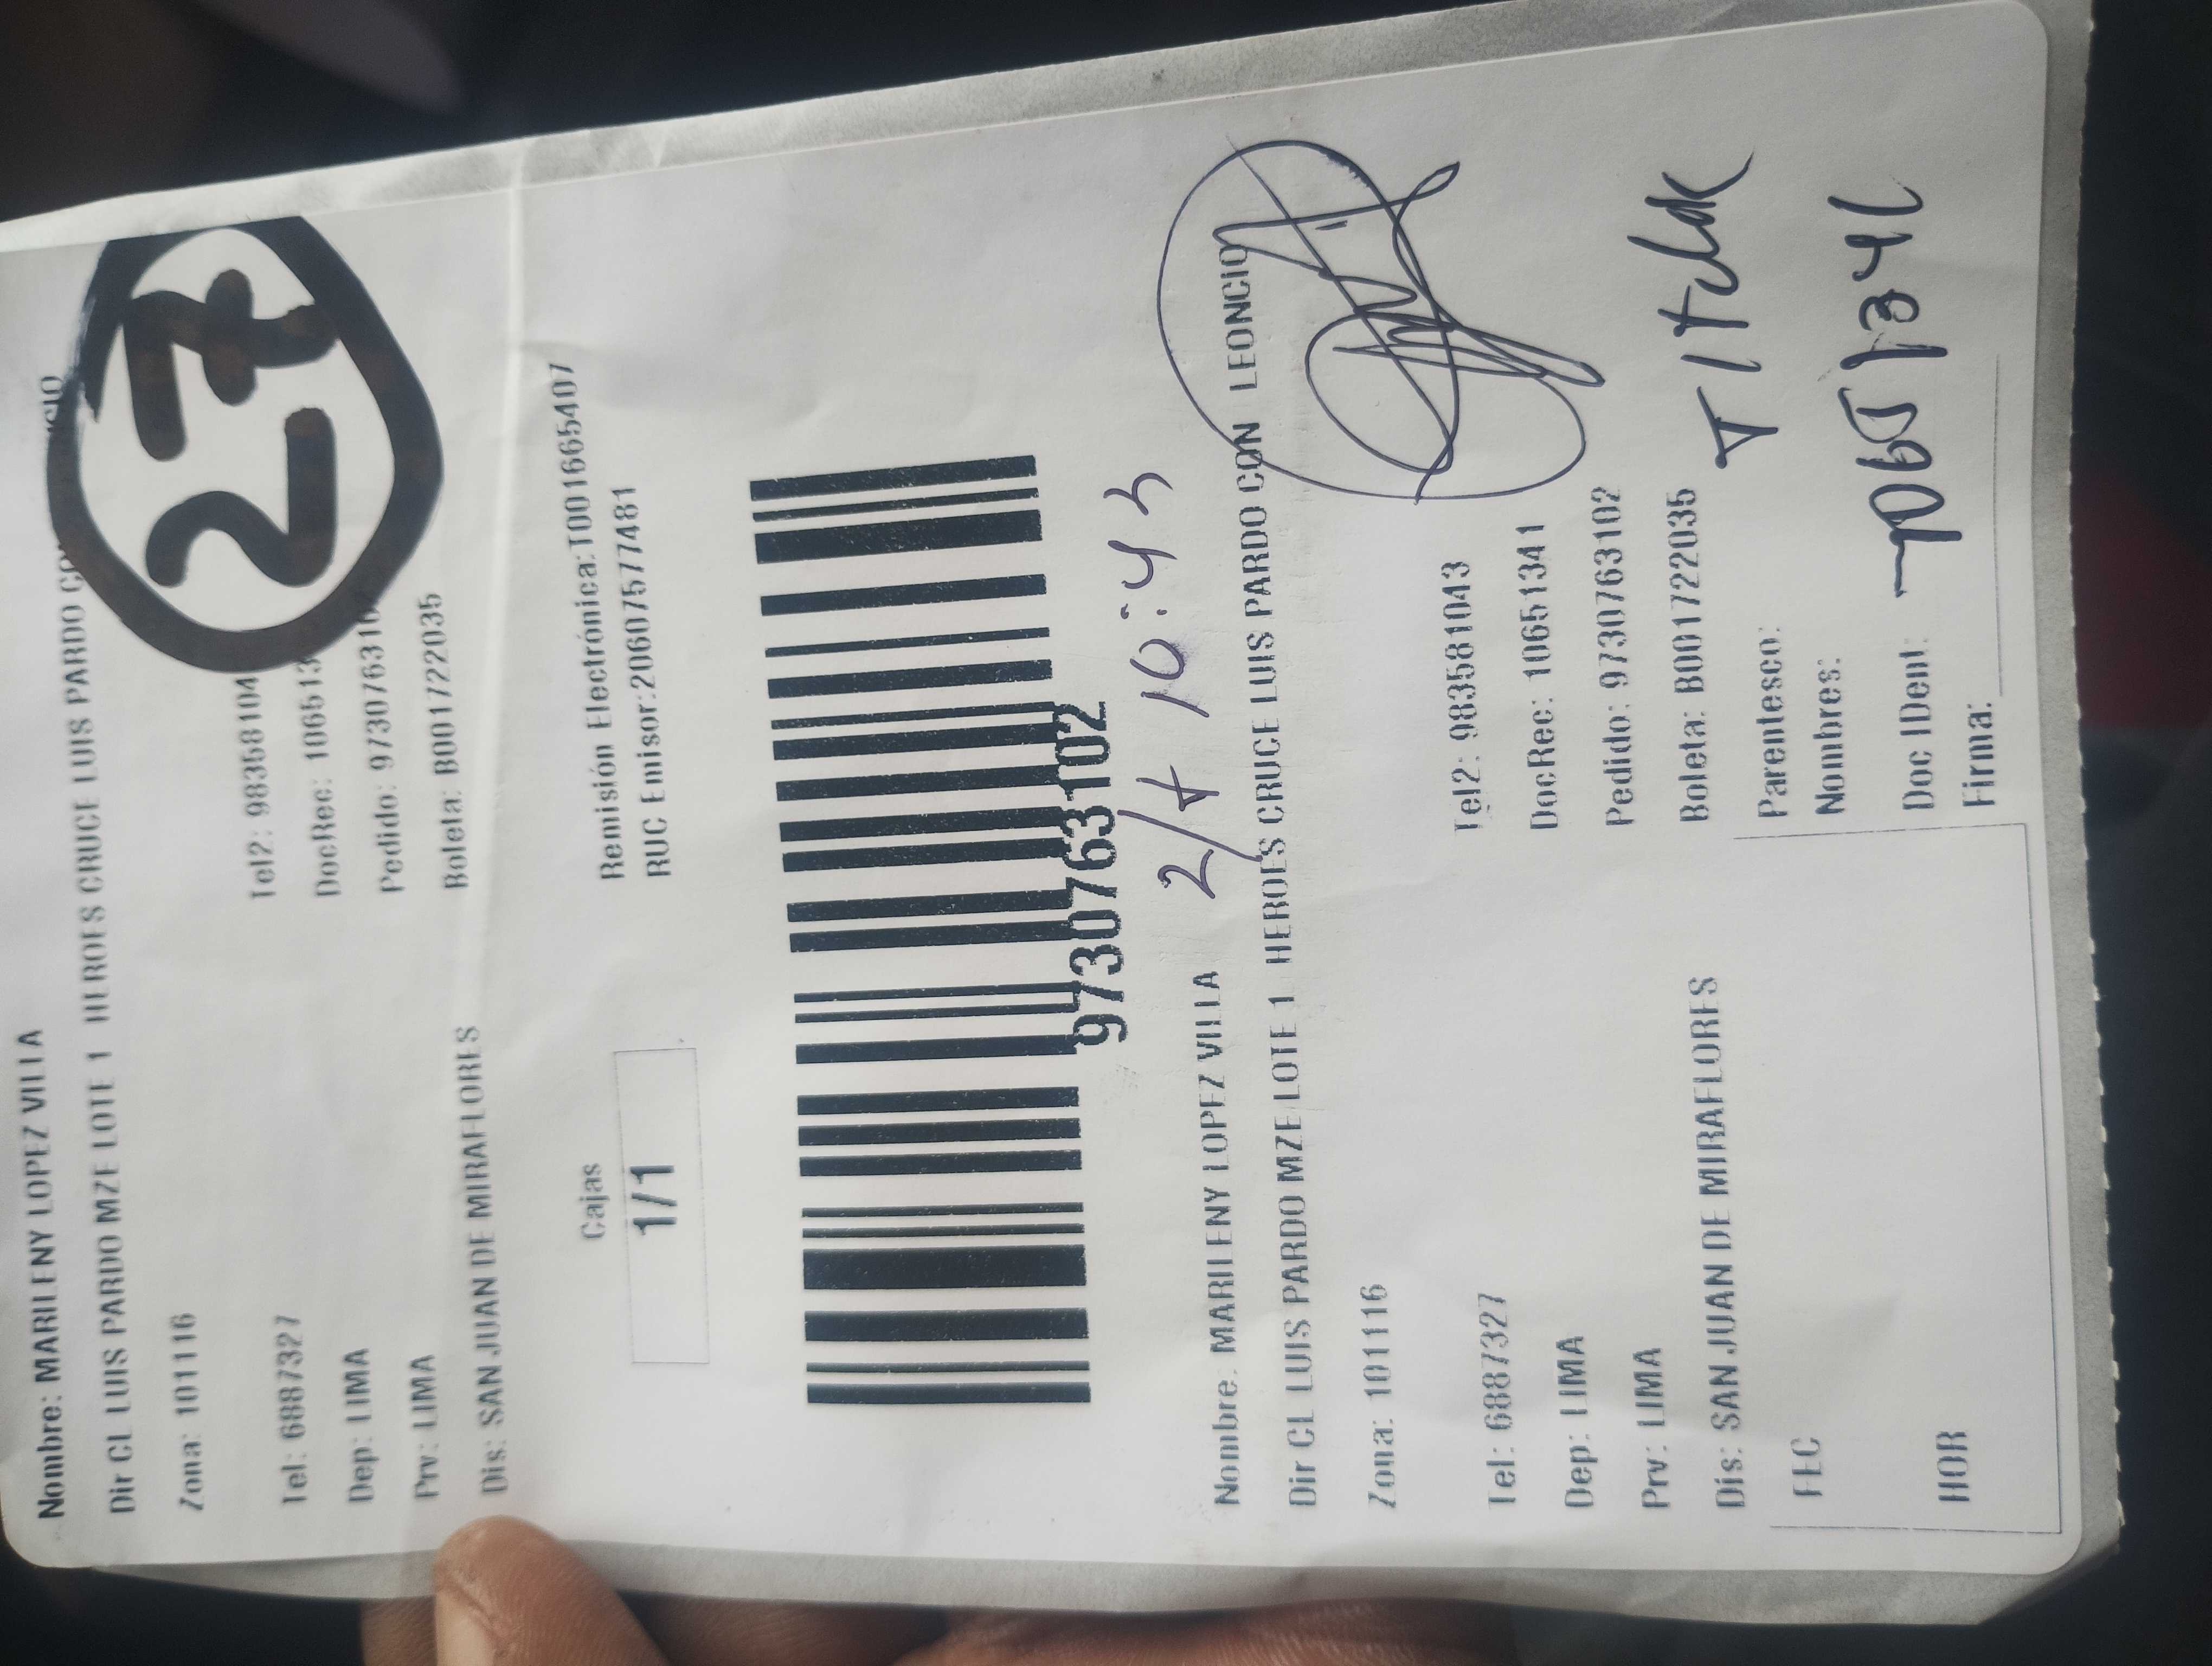 Nombre: MARILENY LOPEZ VILLA
Dir CL LUIS PARDO MZE LOTE 1 HEROES CRUCE LUIS PARDO
27
Zona: 101116
Tel: 6887327
Tel2: 98358104
Dep: LIMA
DocRec: 106513
Prv: LIMA
Pedido: 97307631
Dis: SAN JUAN DE MIRAFLORES
Boleta: B001722035
Cajas
1/1
Remisión Electrónica:T001665407
RUC Emisor:20607577481
9730763102
10:43
Nombre. MARILENY LOPEZ VILLA
Dir CL LUIS PARDO MZE LOTE 1 HEROES CRUCE LUIS PARDO CON LEONCIO
Zona: 101116
Tel: 6887327
Tel2: 983581043
Dep: LIMA
DocRec: 10651341
Prv: LIMA
Pedido: 9730763102
Dis: SAN JUAN DE MIRAFLORES
Boleta: B001722035
Titular
FEC
Parentesco:
Nombres:
HOR
Doc IDent:
Firma: